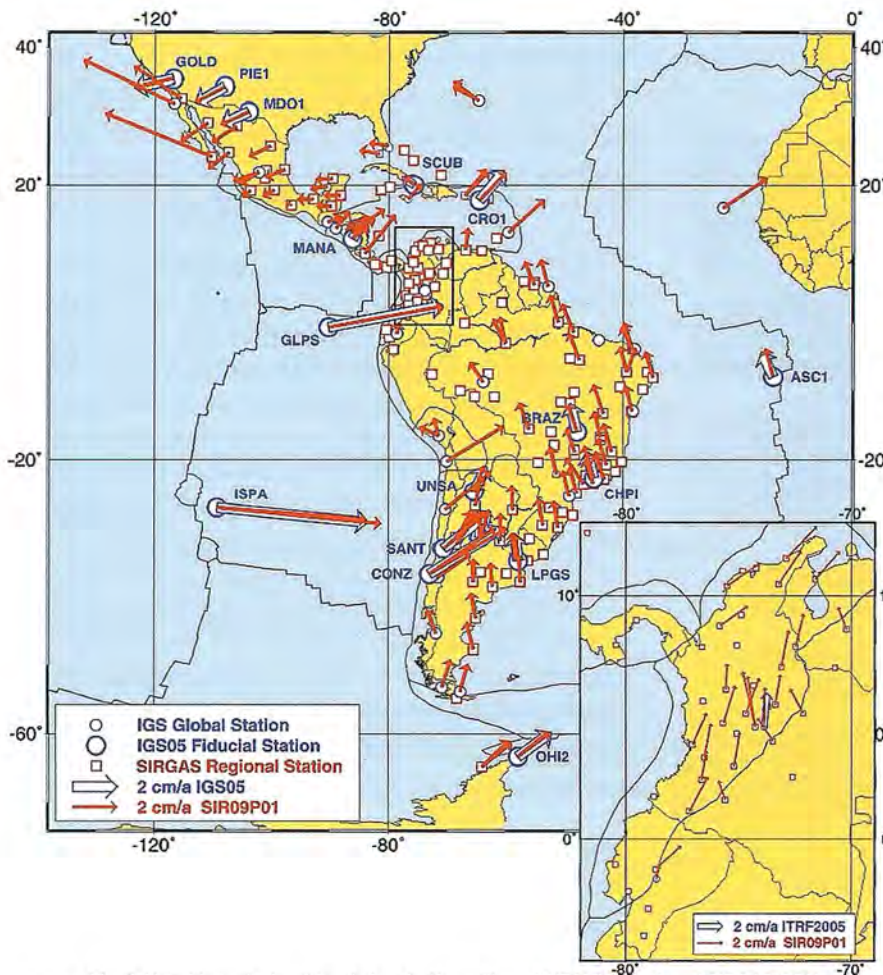 -120° -80° -40° 0°
40° 40°
GOLD
PIE1
MDO1
SCUB
20° 20°
CRO1
MANA
GLPS
ASC1
BRAZ
-20° -20°
UNSA
ISPA
CHPI
-80° -70°
SANT
CONZ
LPGS
10°
-60°
OHI2
IGS Global Station
IGS05 Fiducial Station
SIRGAS Regional Station
2 cm/a IGS05
2 cm/a SIR09P01
0°
-120° -80°
2 cm/a ITRF2005
2 cm/a SIR09P01
-80° -70°